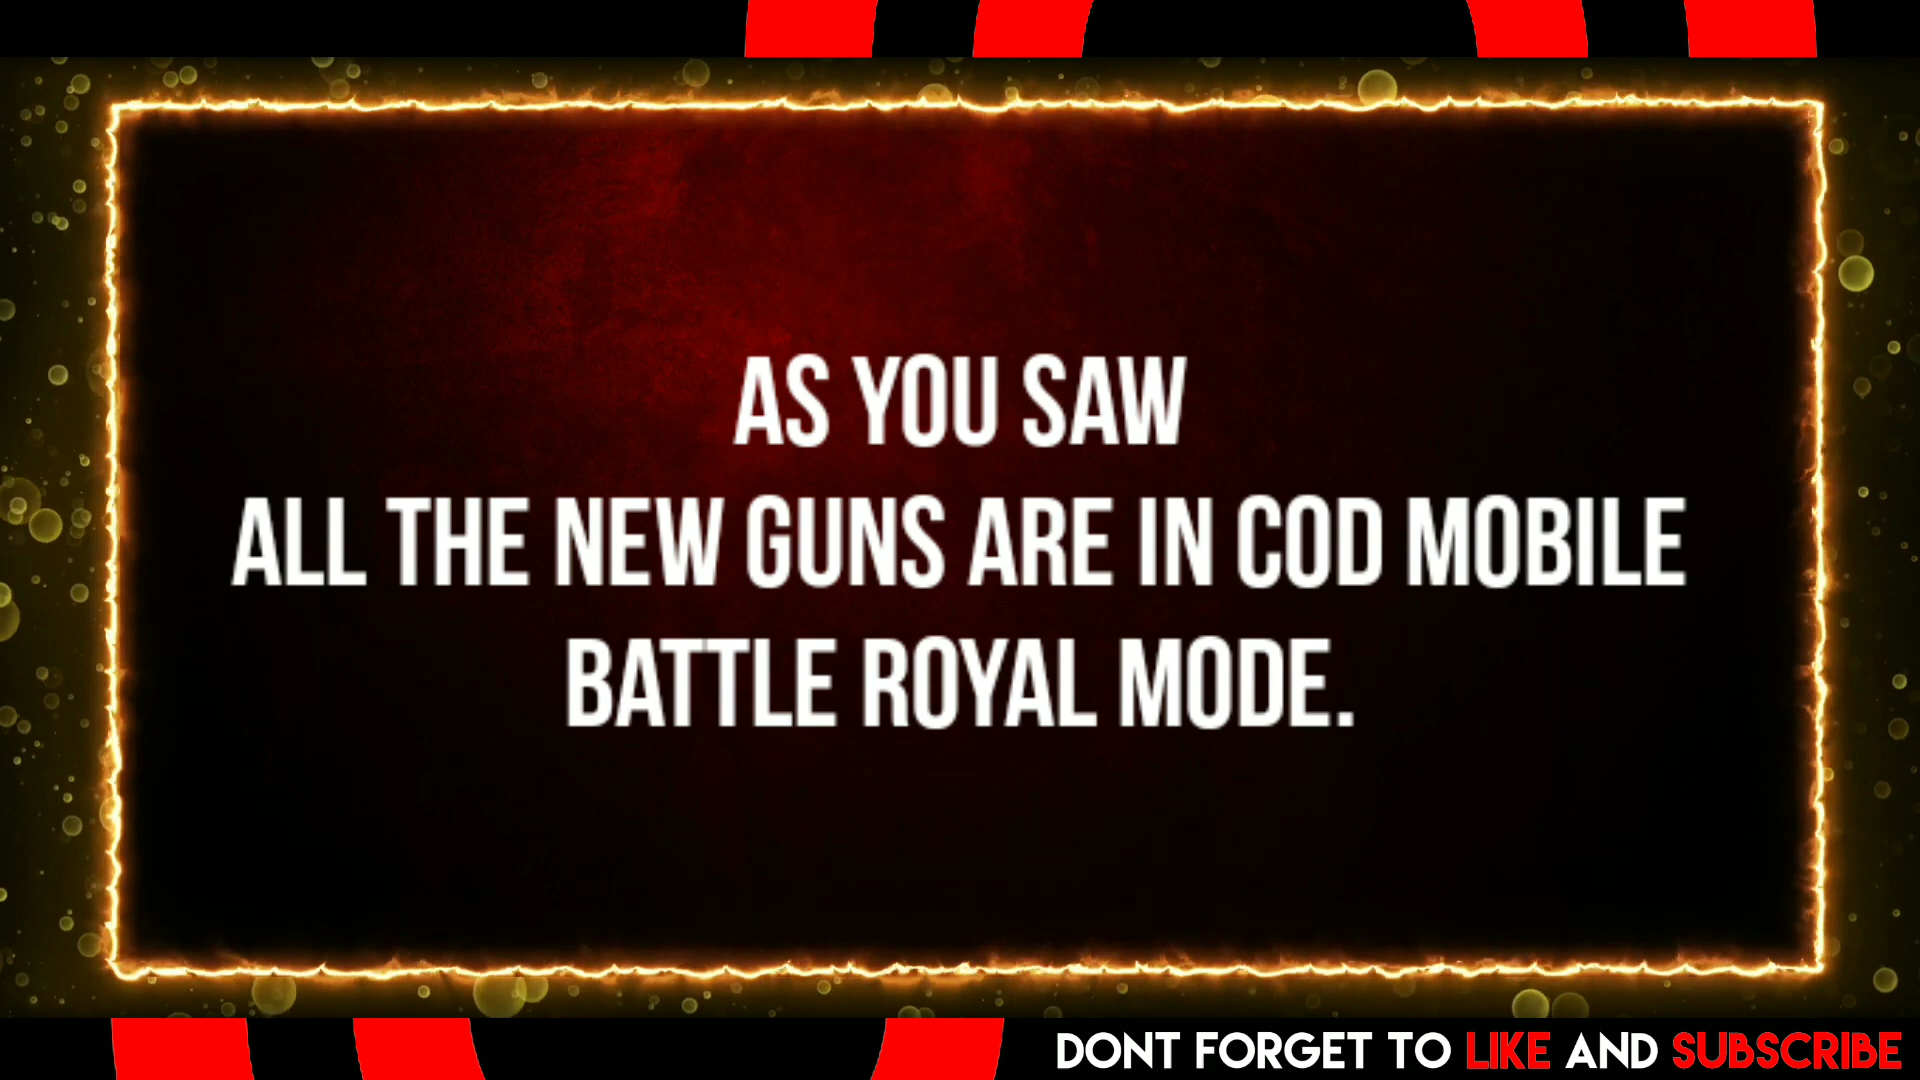 AS YOU SAW
ALL THE NEW GUNS ARE IN COD MOBILE
BATTLE ROYAL MODE.
DONT FORGET TO LIKE AND SUBSCRIBE